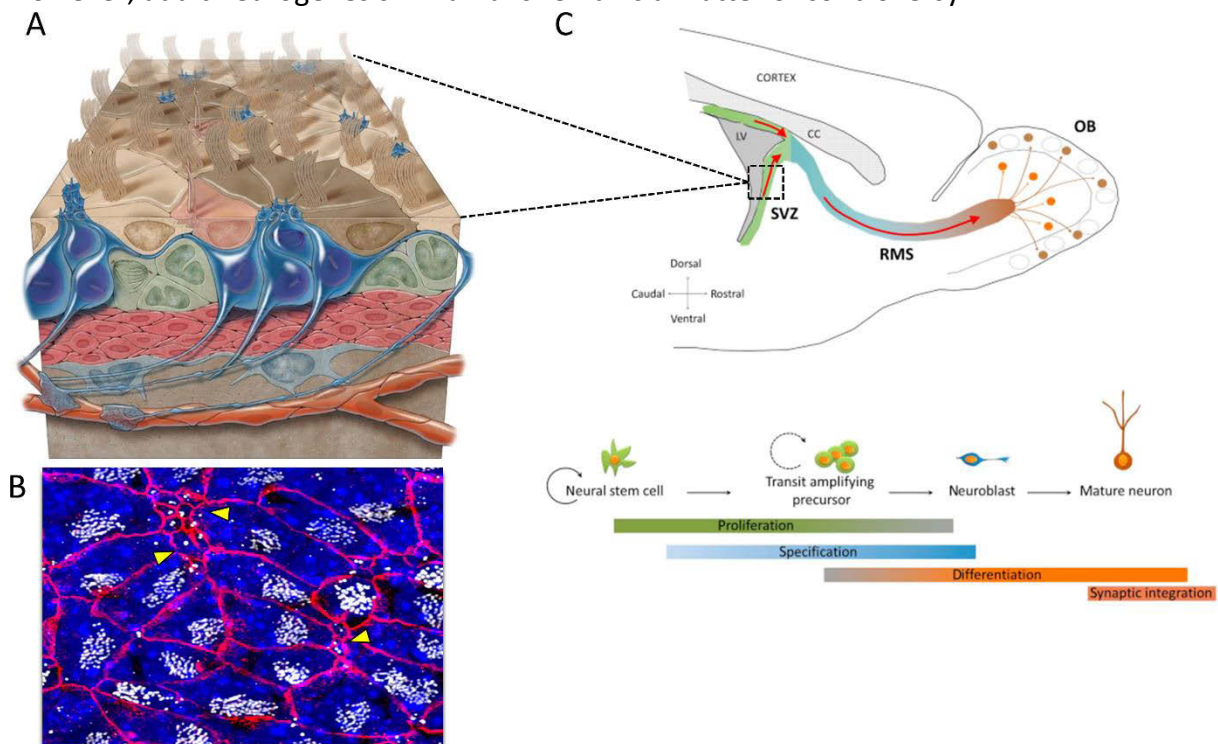 A
C
CORTEX
LV
CC
OB
SVZ
RMS
Dorsal
Caudal
Rostral
Ventral
B
Neural stem cell
Transit amplifying
precursor
Neuroblast
Mature neuron
Proliferation
Specification
Differentiation
Synaptic integration